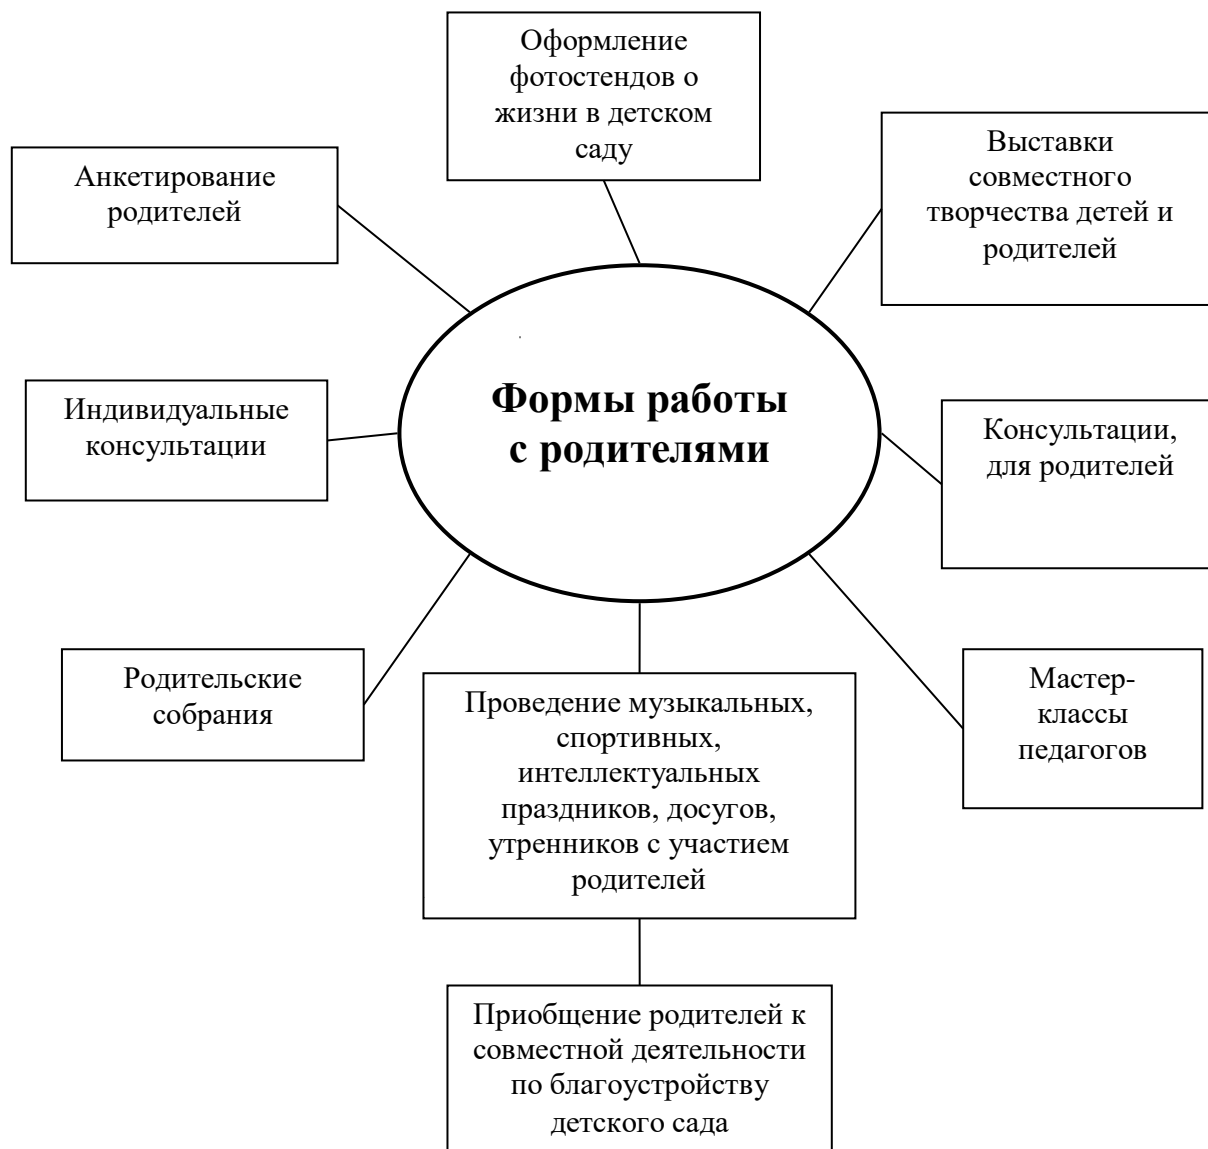 Оформление
фотостендов о
жизни в детском
саду
Анкетирование
родителей
Выставки
совместного
творчества детей и
родителей
Формы работы
с родителями
Индивидуальные
консультации
Консультации,
для родителей
Родительские
собрания
Проведение музыкальных,
спортивных,
интеллектуальных
праздников, досугов,
утренников с участием
родителей
Мастер-
классы
педагогов
Приобщение родителей к
совместной деятельности
по благоустройству
детского сада